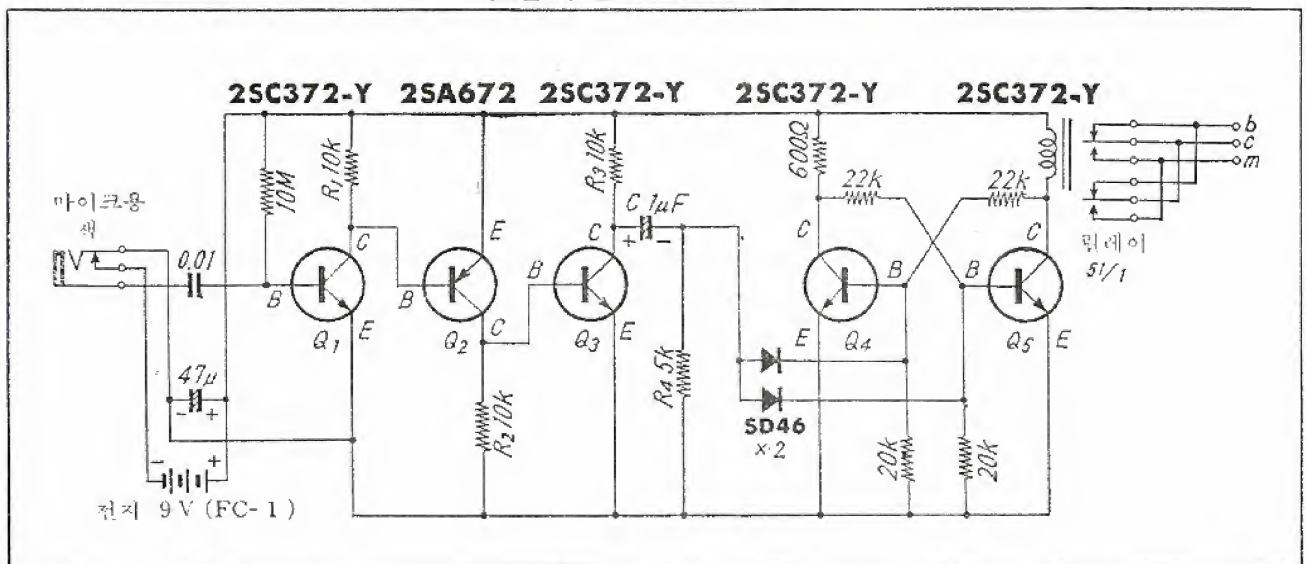 2SC372-Y 2SA672 2SC372-Y 2SC372-Y 2SC372-Y
마이크용
잭
0.01
10M
R₁ 10k
C
B
E
Q₁
E
B
C
Q₂
R₂ 10k
R₃ 10k
C
B
E
Q₃
C 1μF
+ -
R₄ 5k
SD46
×2
600Ω
22k
22k
C
B
E
Q₄
20k
20k
C
B
E
Q₅
b
c
m
릴레이
51/1
47μ
- +
- +
전지 9V (FC-1)